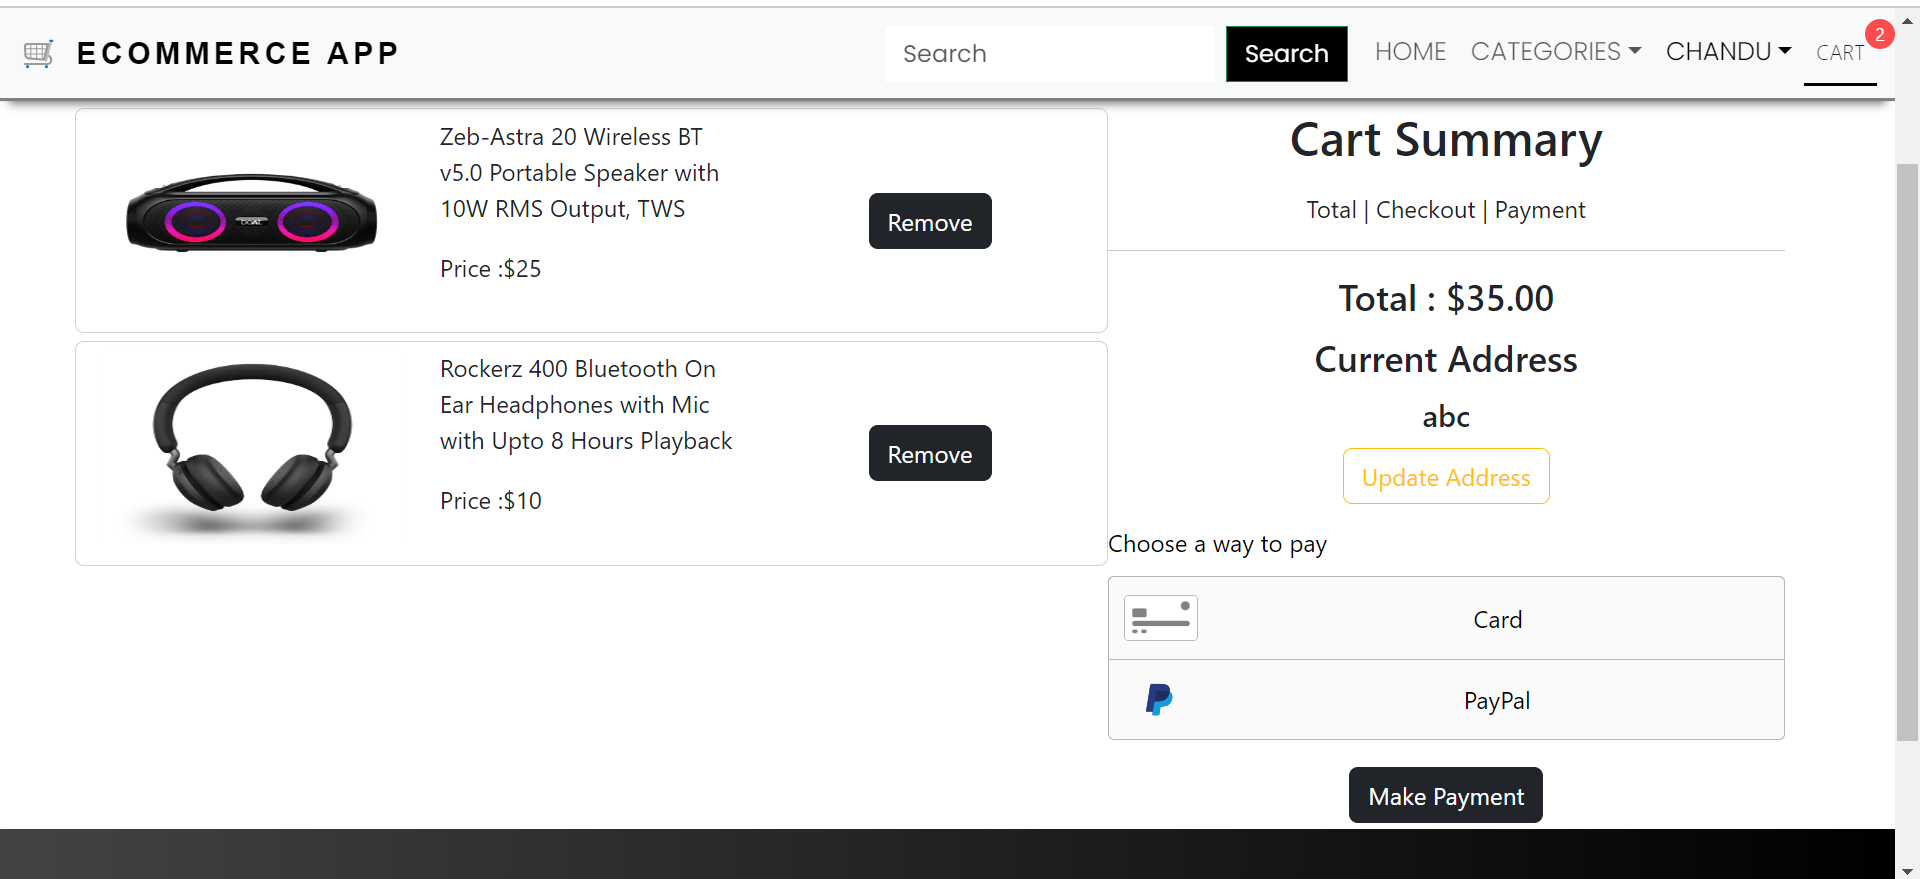 ECOMMERCE APP
Search
Search
HOME
CATEGORIES
CHANDU
CART
2
Zeb-Astra 20 Wireless BT
v5.0 Portable Speaker with
10W RMS Output, TWS
Price :$25
Remove
Rockerz 400 Bluetooth On
Ear Headphones with Mic
with Upto 8 Hours Playback
Price :$10
Remove
Cart Summary
Total | Checkout | Payment
Total : $35.00
Current Address
abc
Update Address
Choose a way to pay
Card
PayPal
Make Payment